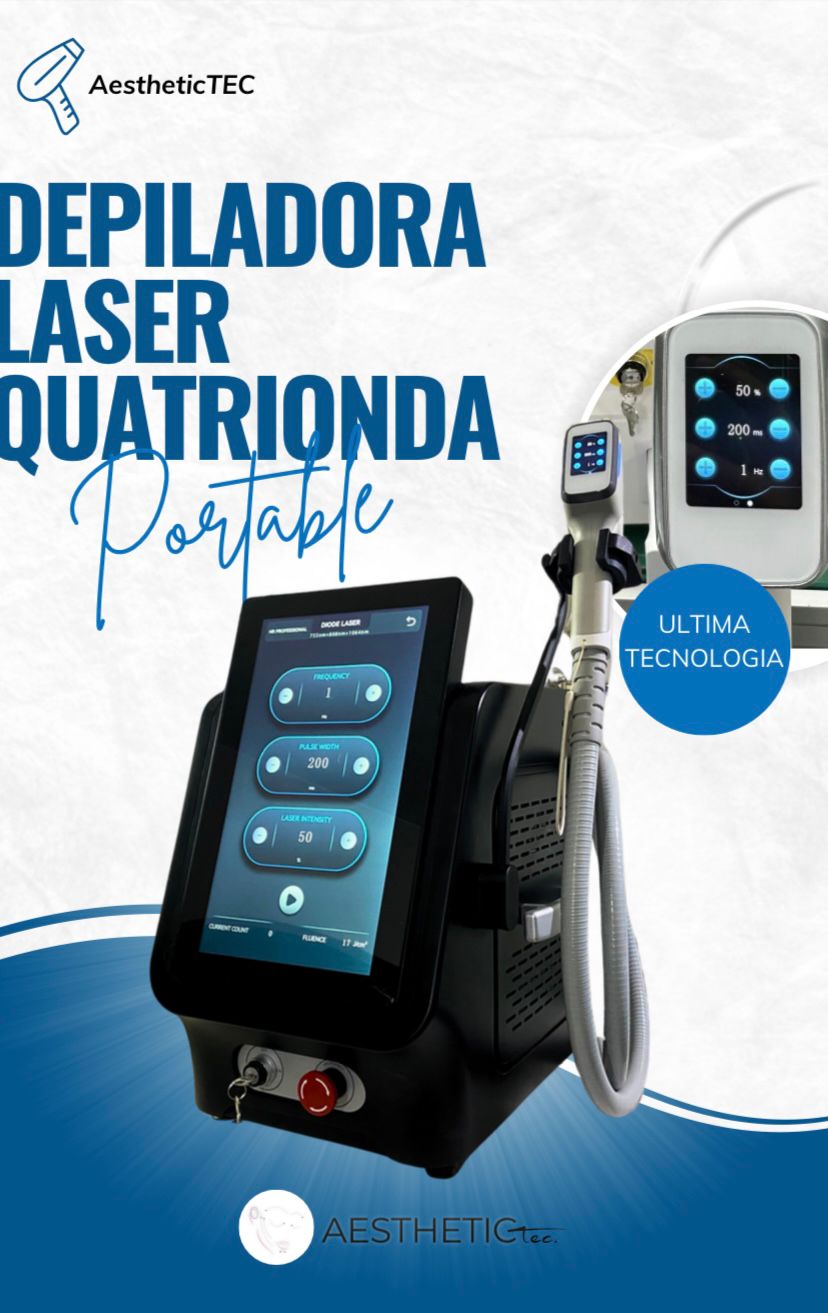 AestheticTEC
DEPILADORA
LASER
QUATRIONDA
Portable
50 %
200 ms
1 Hz
ULTIMA
TECNOLOGIA
DIODE LASER
FREQUENCY
1
PULSE WIDTH
200
LASER INTENSITY
50
%
CURRENT COUNT 0 FLUENCE 17 J/cm²
AESTHETIC tec.